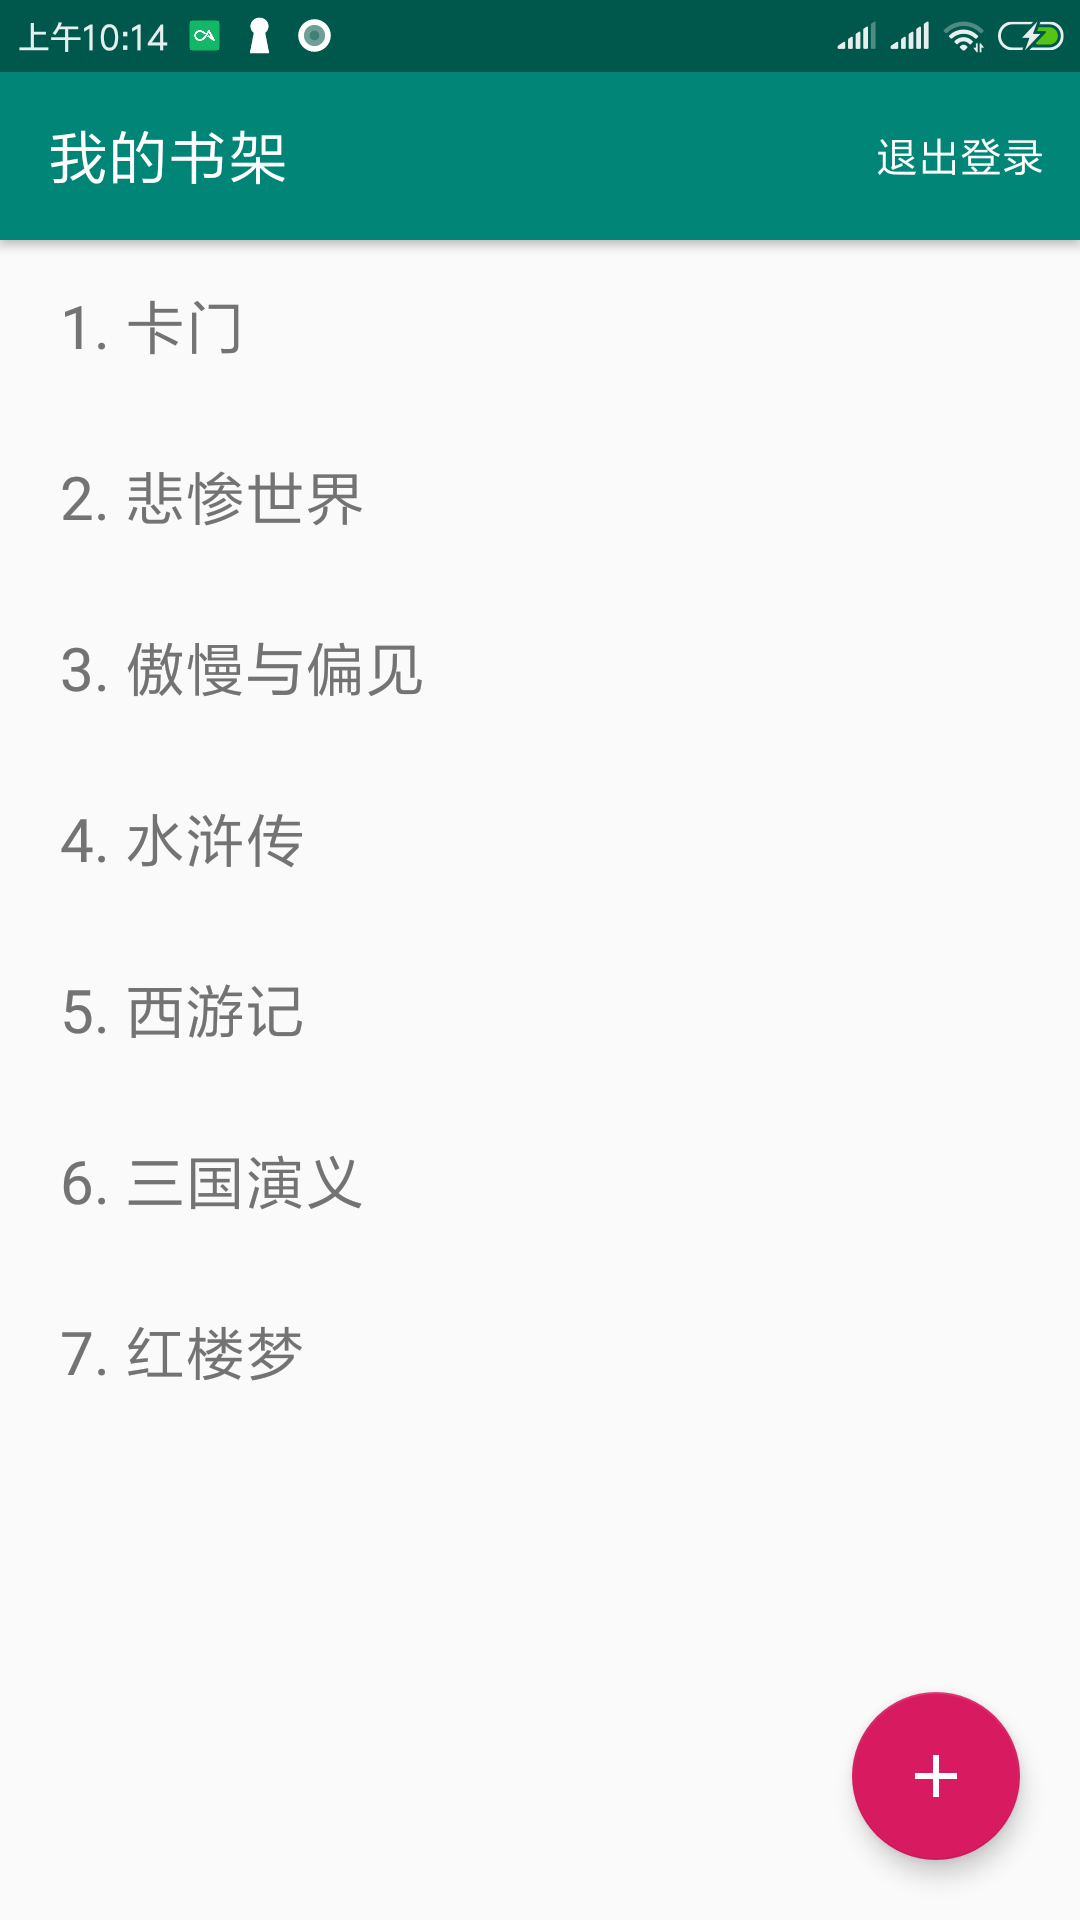 上午10:14
我的书架
退出登录
1. 卡门
2. 悲惨世界
3. 傲慢与偏见
4. 水浒传
5. 西游记
6. 三国演义
7. 红楼梦